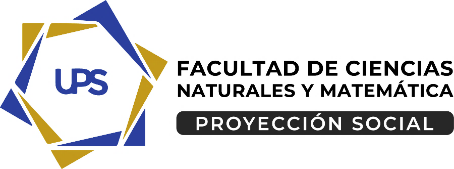 UPS
FACULTAD DE CIENCIAS
NATURALES Y MATEMÁTICA
PROYECCIÓN SOCIAL